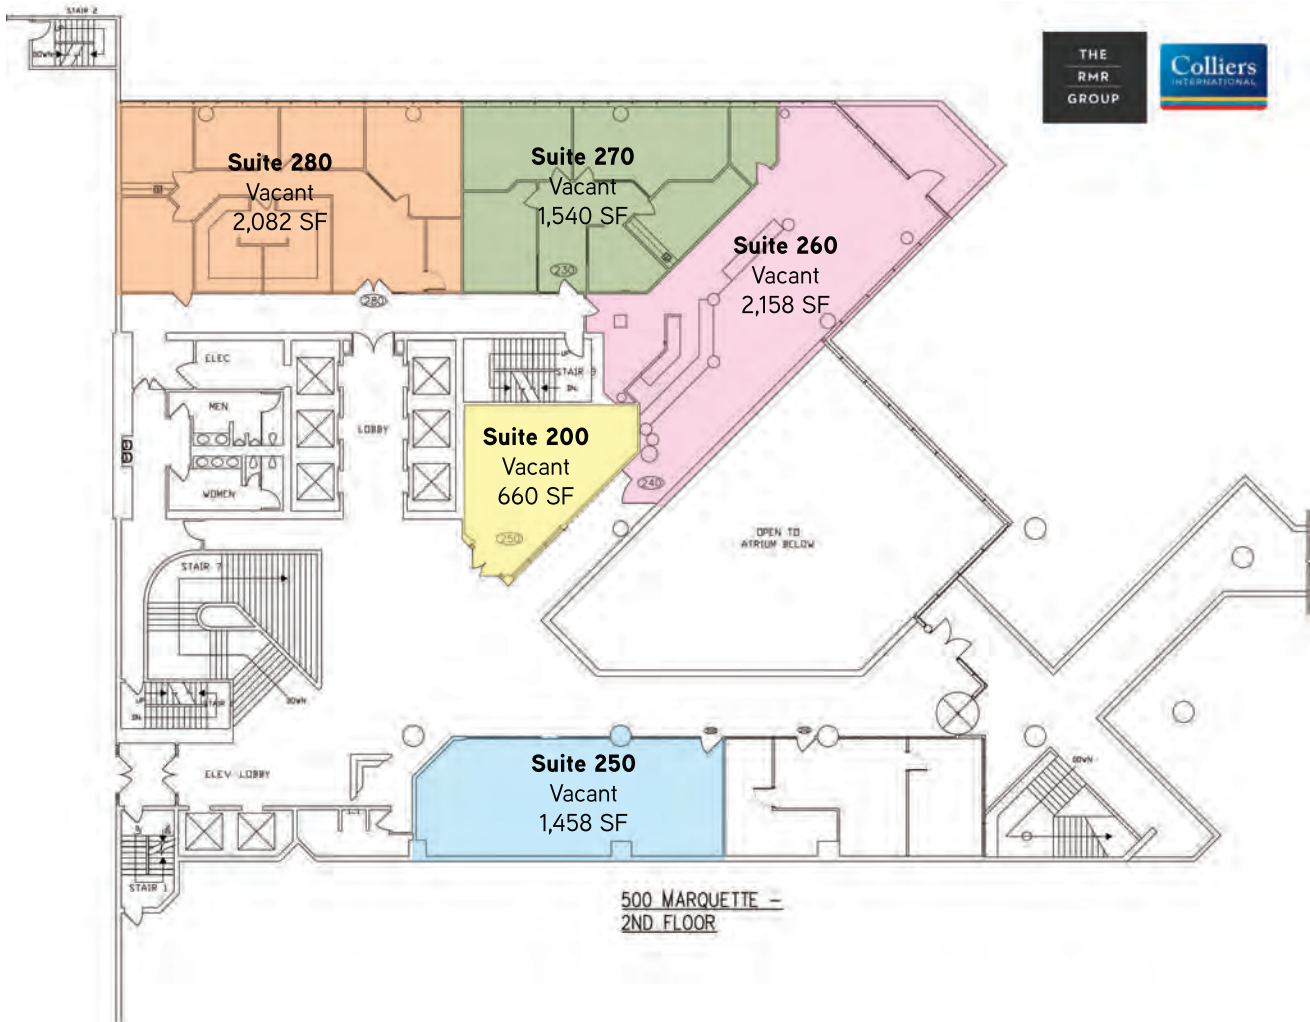 STAIR 2
UP
DOWN
THE
RMR
GROUP
Colliers
INTERNATIONAL
Suite 280
Vacant
2,082 SF
Suite 270
Vacant
1,540 SF
Suite 260
Vacant
2,158 SF
230
280
ELEC
UP
STAIR 3
DN.
MEN
LOBBY
WOMEN
Suite 200
Vacant
660 SF
240
250
OPEN TO
ATRIUM BELOW
STAIR 7
UP
DN.
DOWN
Suite 250
Vacant
1,458 SF
DOWN
ELEV LOBBY
STAIR 1
500 MARQUETTE -
2ND FLOOR